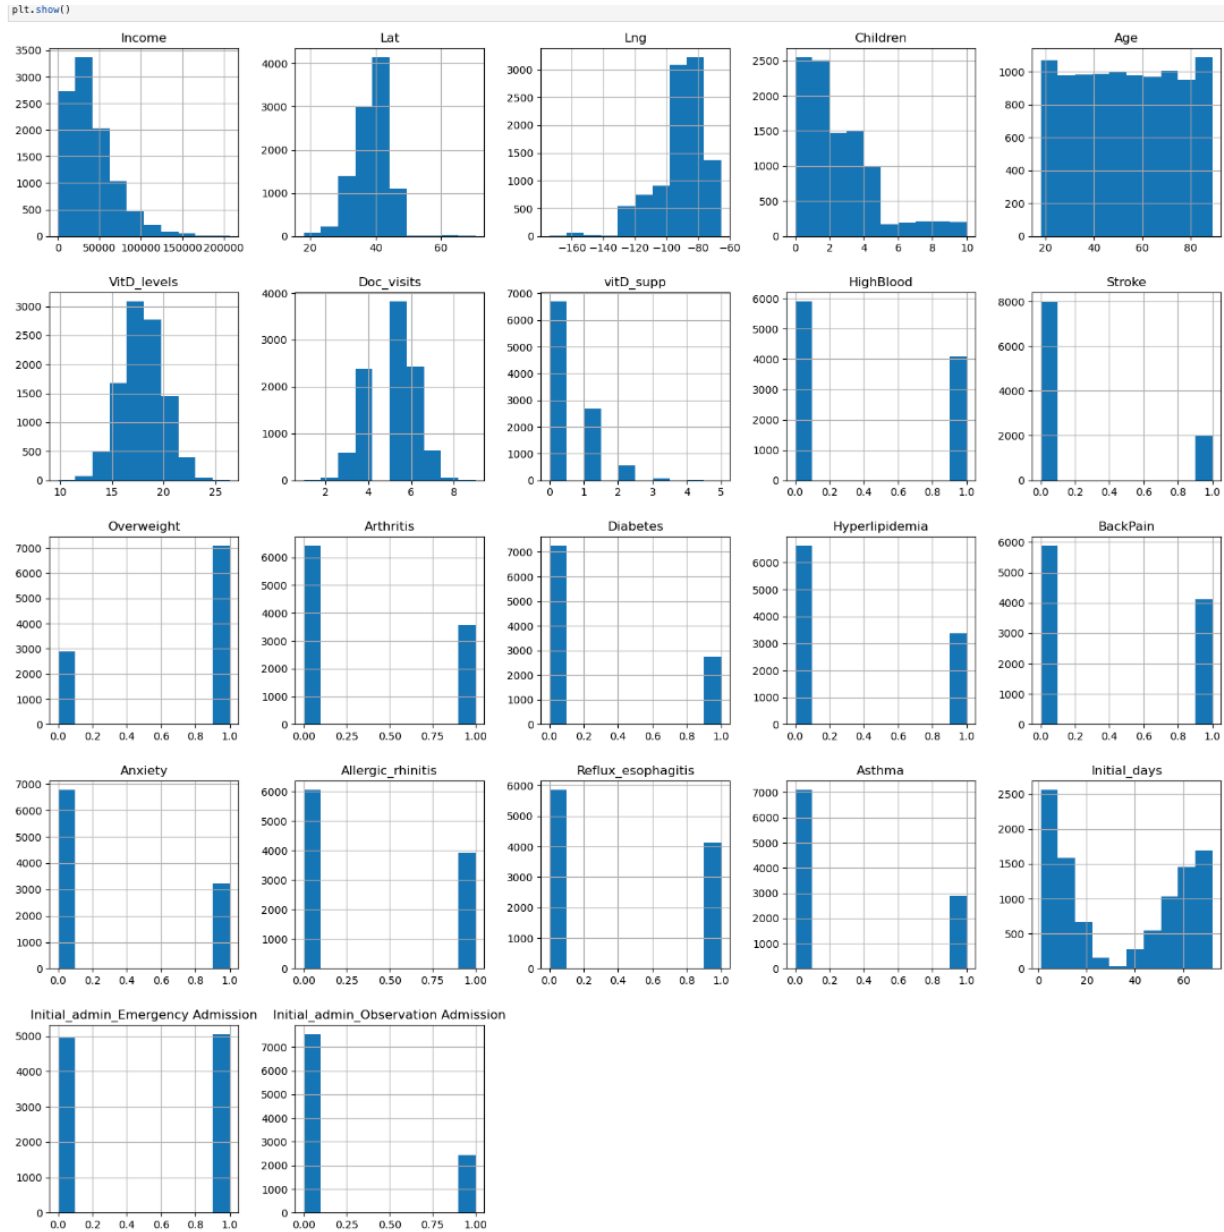 plt.show()
Income Lat Lng Children Age
3500 3000 2500 2000 1500 1000 500 0
0 50000 100000 150000 200000
4000 3000 2000 1000 0
20 40 60
3000 2500 2000 1500 1000 500 0
−160 −140 −120 −100 −80 −60
2500 2000 1500 1000 500 0
0 2 4 6 8 10
1000 800 600 400 200 0
20 40 60 80
VitD_levels Doc_visits vitD_supp HighBlood Stroke
3000 2500 2000 1500 1000 500 0
10 15 20 25
4000 3000 2000 1000 0
2 4 6 8
7000 6000 5000 4000 3000 2000 1000 0
0 1 2 3 4 5
6000 5000 4000 3000 2000 1000 0
0.0 0.2 0.4 0.6 0.8 1.0
8000 6000 4000 2000 0
0.0 0.2 0.4 0.6 0.8 1.0
Overweight Arthritis Diabetes Hyperlipidemia BackPain
7000 6000 5000 4000 3000 2000 1000 0
0.0 0.2 0.4 0.6 0.8 1.0
6000 5000 4000 3000 2000 1000 0
0.00 0.25 0.50 0.75 1.00
7000 6000 5000 4000 3000 2000 1000 0
0.0 0.2 0.4 0.6 0.8 1.0
6000 5000 4000 3000 2000 1000 0
0.0 0.2 0.4 0.6 0.8 1.0
6000 5000 4000 3000 2000 1000 0
0.0 0.2 0.4 0.6 0.8 1.0
Anxiety Allergic_rhinitis Reflux_esophagitis Asthma Initial_days
7000 6000 5000 4000 3000 2000 1000 0
0.0 0.2 0.4 0.6 0.8 1.0
6000 5000 4000 3000 2000 1000 0
0.0 0.2 0.4 0.6 0.8 1.0
6000 5000 4000 3000 2000 1000 0
0.0 0.2 0.4 0.6 0.8 1.0
7000 6000 5000 4000 3000 2000 1000 0
0.0 0.2 0.4 0.6 0.8 1.0
2500 2000 1500 1000 500 0
0 20 40 60
Initial_admin_Emergency Admission Initial_admin_Observation Admission
5000 4000 3000 2000 1000 0
0.0 0.2 0.4 0.6 0.8 1.0
7000 6000 5000 4000 3000 2000 1000 0
0.00 0.25 0.50 0.75 1.00